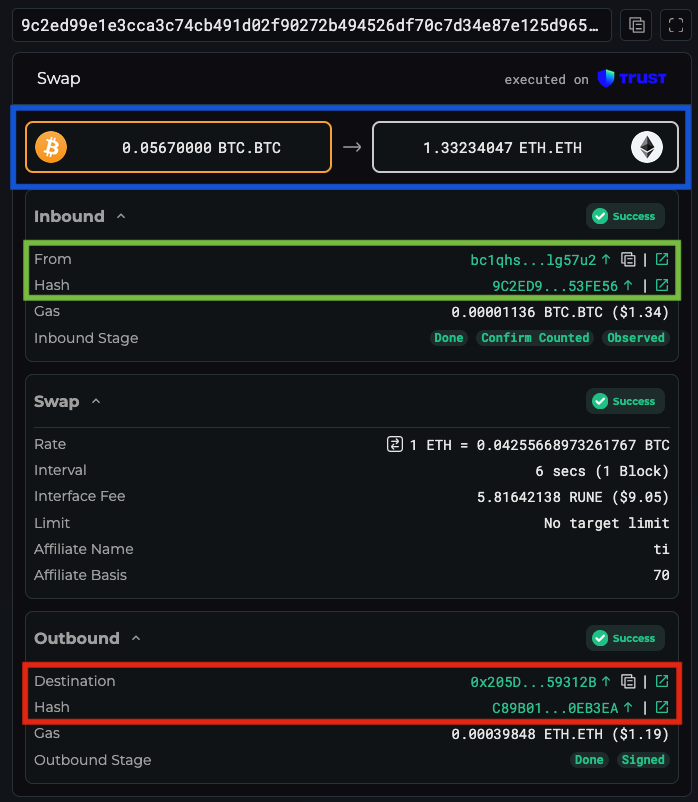 9c2ed99e1e3cca3c74cb491d02f90272b494526df70c7d34e87e125d965…
Swap executed on TRUST
0.05670000 BTC.BTC → 1.33234047 ETH.ETH
Inbound Success
From bc1qhs...lg57u2↑ |
Hash 9C2ED9...53FE56↑ |
Gas 0.00001136 BTC.BTC ($1.34)
Inbound Stage Done Confirm Counted Observed
Swap Success
Rate 1 ETH = 0.04255668973261767 BTC
Interval 6 secs (1 Block)
Interface Fee 5.81642138 RUNE ($9.05)
Limit No target limit
Affiliate Name ti
Affiliate Basis 70
Outbound Success
Destination 0x205D...59312B↑ |
Hash C89B01...0EB3EA↑ |
Gas 0.00039848 ETH.ETH ($1.19)
Outbound Stage Done Signed